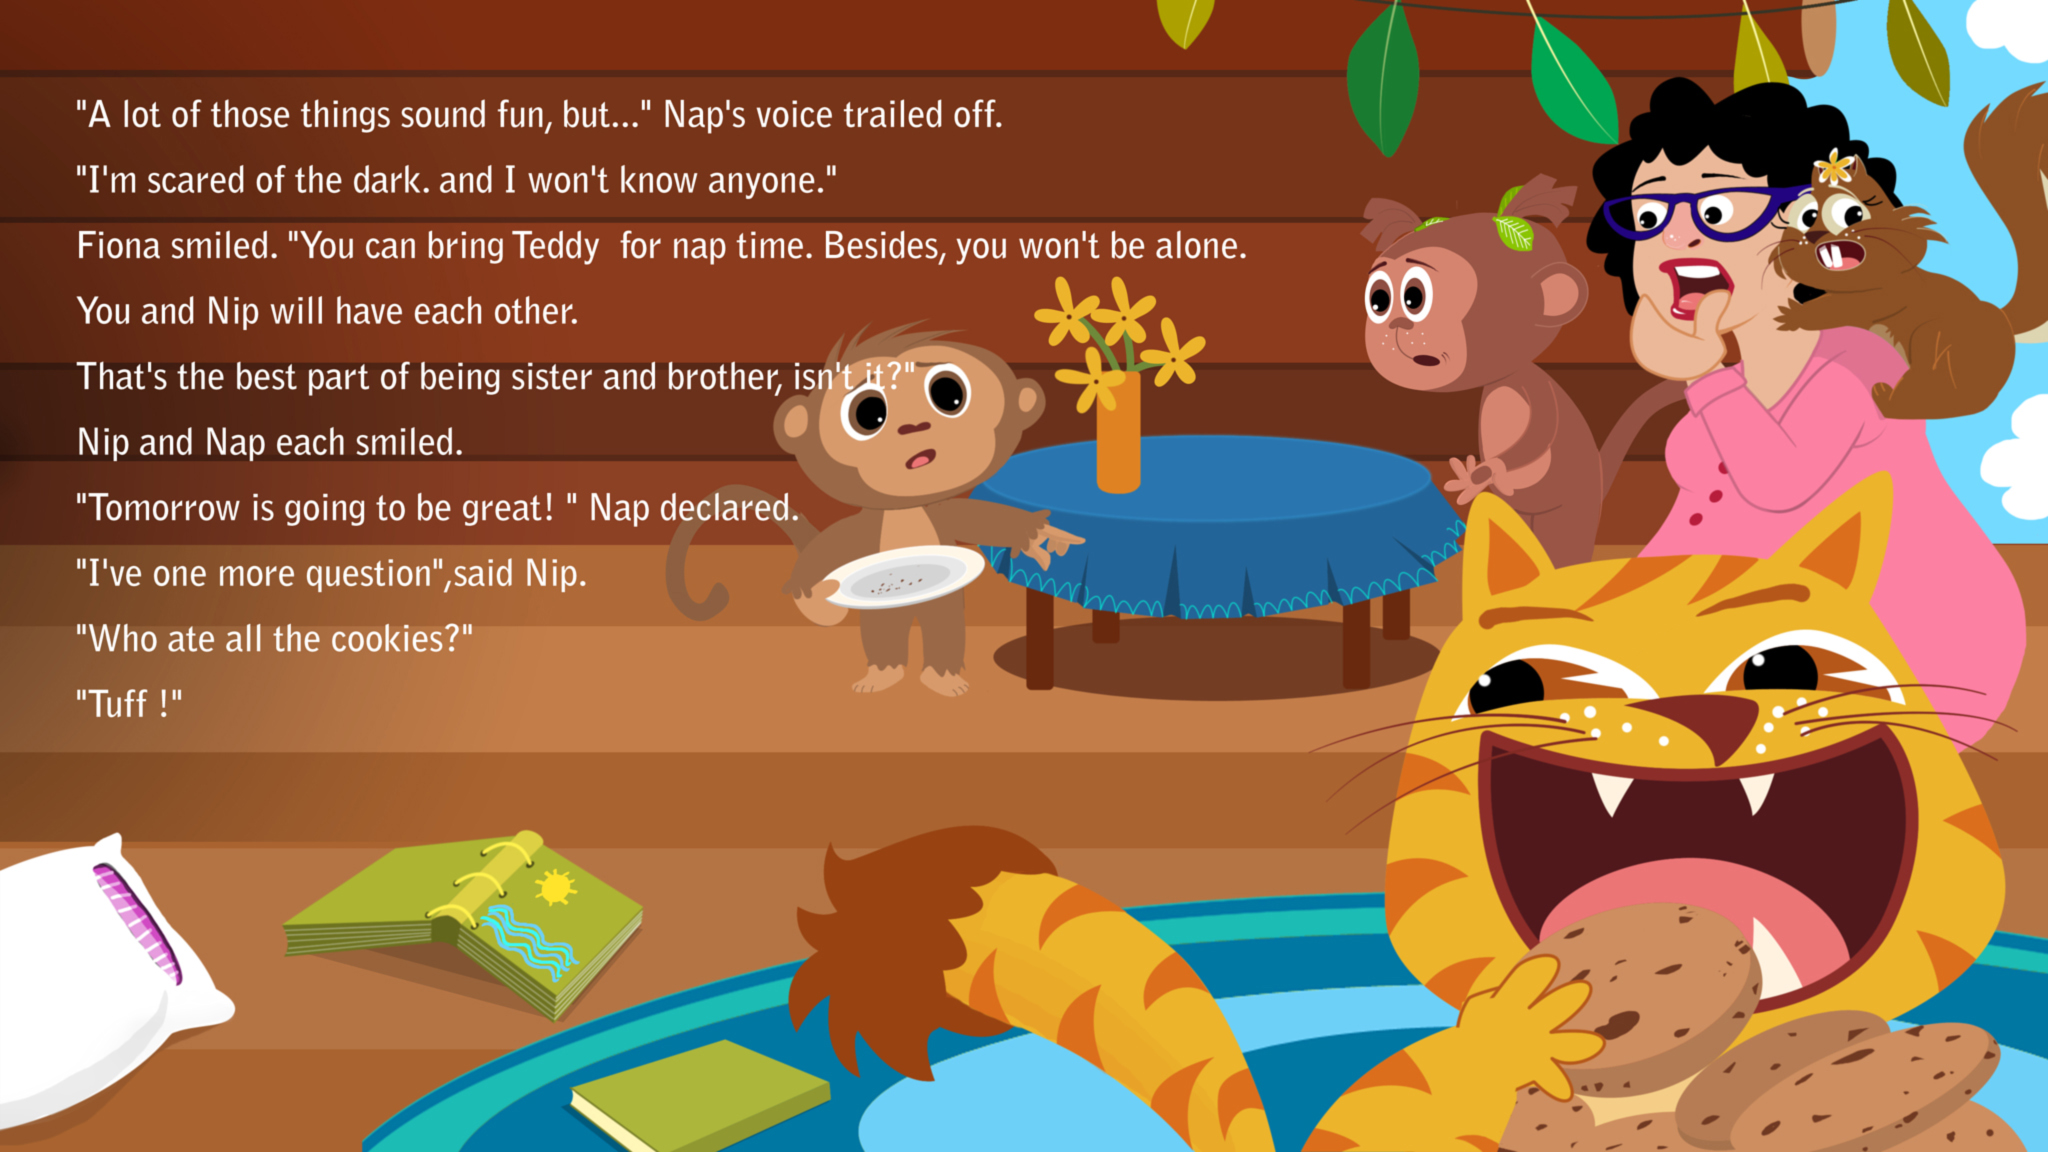 "A lot of those things sound fun, but..." Nap's voice trailed off.
"I'm scared of the dark. and I won't know anyone."
Fiona smiled. "You can bring Teddy  for nap time. Besides, you won't be alone.
You and Nip will have each other.
That's the best part of being sister and brother, isn't it?"
Nip and Nap each smiled.
"Tomorrow is going to be great! " Nap declared.
"I've one more question",said Nip.
"Who ate all the cookies?"
"Tuff !"